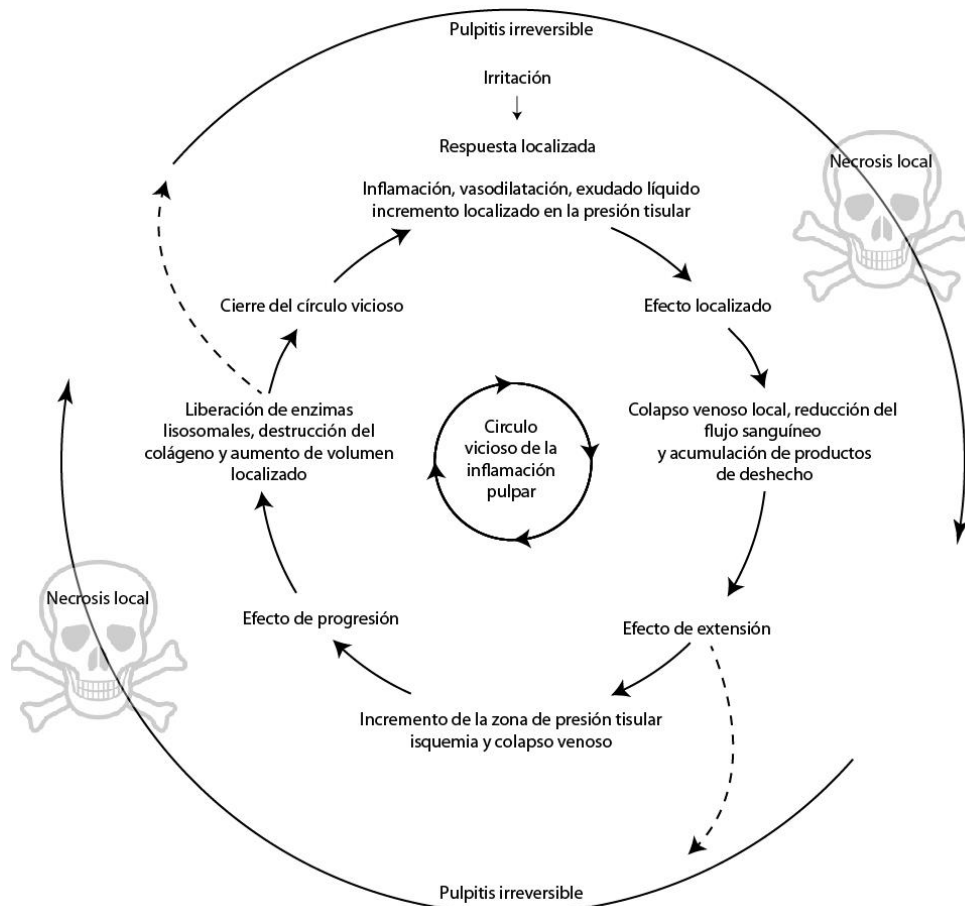 Pulpitis irreversible
Irritación
Respuesta localizada
Necrosis local
Inflamación, vasodilatación, exudado líquido
incremento localizado en la presión tisular
Cierre del círculo vicioso
Efecto localizado
Liberación de enzimas
lisosomales, destrucción del
colágeno y aumento de volumen
localizado
Circulo
vicioso de la
inflamación
pulpar
Colapso venoso local, reducción del
flujo sanguíneo
y acumulación de productos
de deshecho
Necrosis local
Efecto de progresión
Efecto de extensión
Incremento de la zona de presión tisular
isquemia y colapso venoso
Pulpitis irreversible